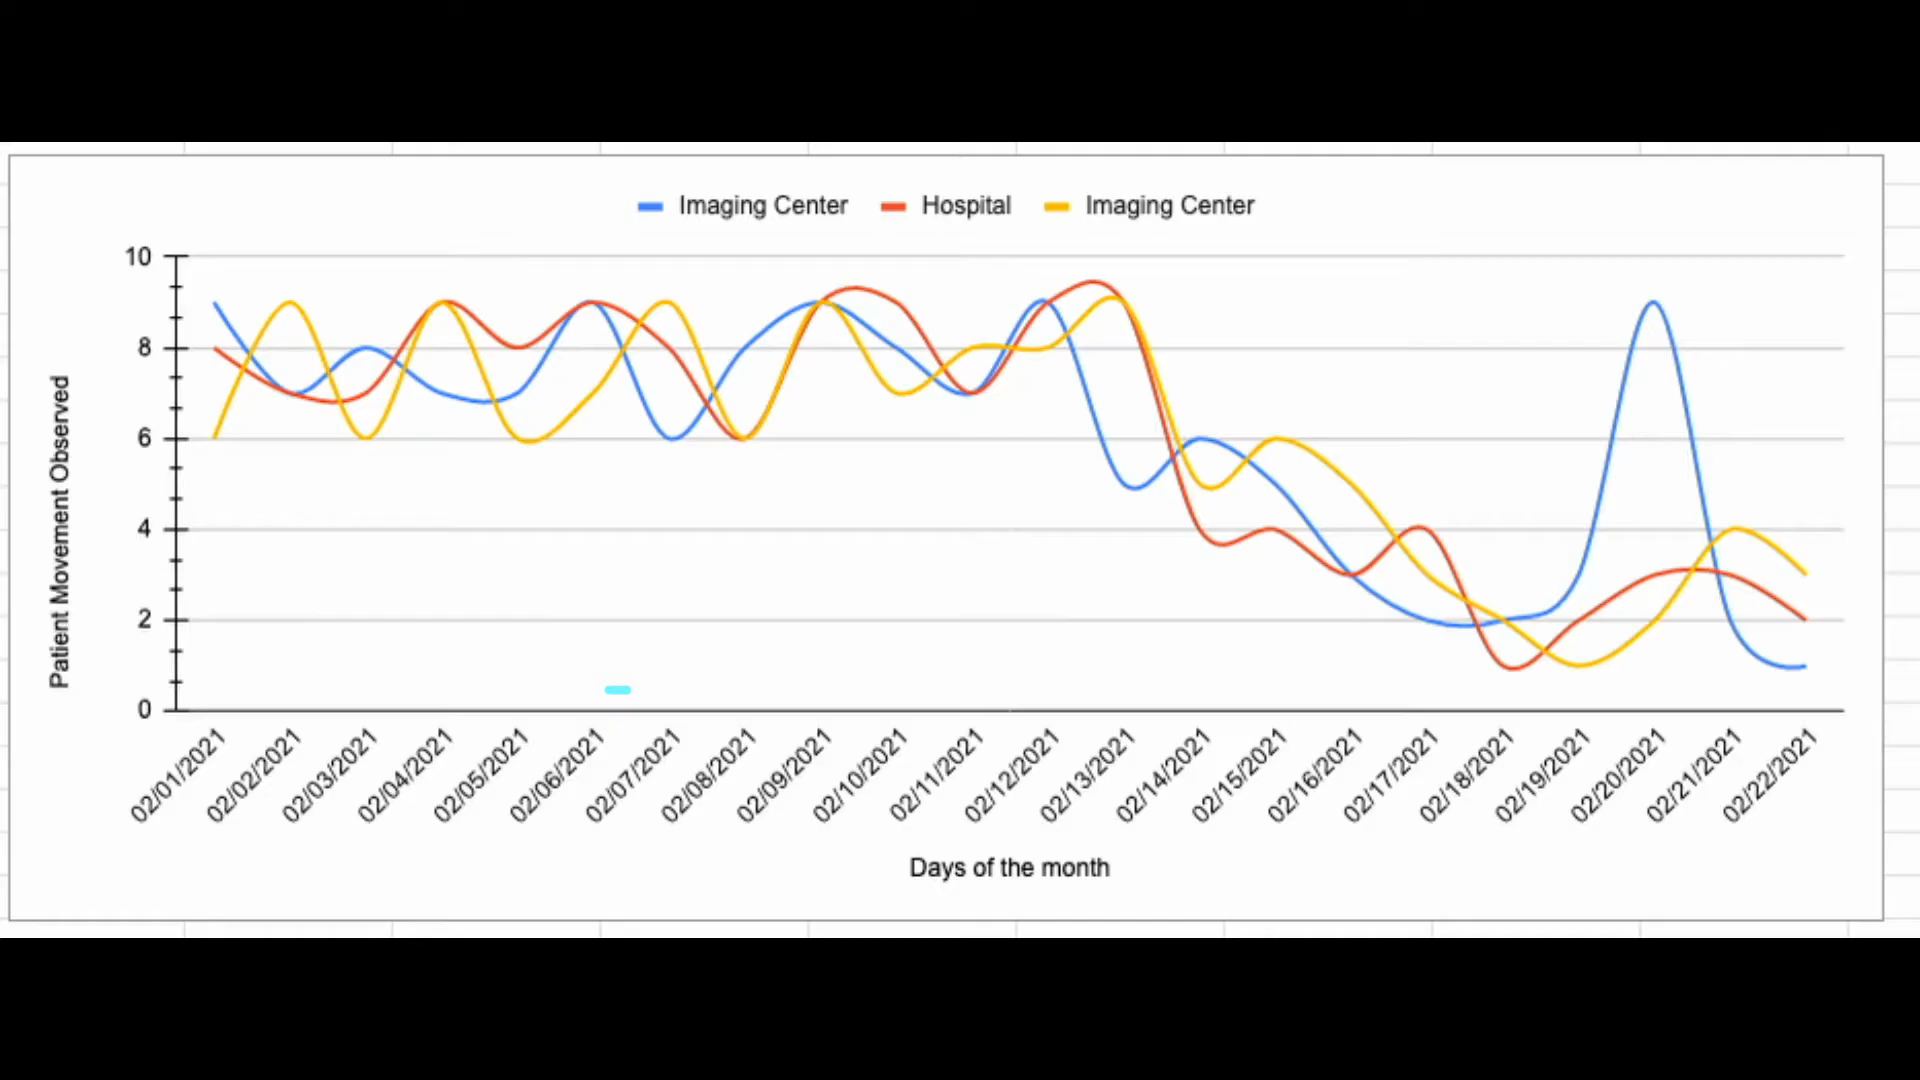 Imaging Center Hospital Imaging Center
10
8
6
4
2
0
Patient Movement Observed
02/01/2021 02/02/2021 02/03/2021 02/04/2021 02/05/2021 02/06/2021 02/07/2021 02/08/2021 02/09/2021 02/10/2021 02/11/2021 02/12/2021 02/13/2021 02/14/2021 02/15/2021 02/16/2021 02/17/2021 02/18/2021 02/19/2021 02/20/2021 02/21/2021 02/22/2021
Days of the month